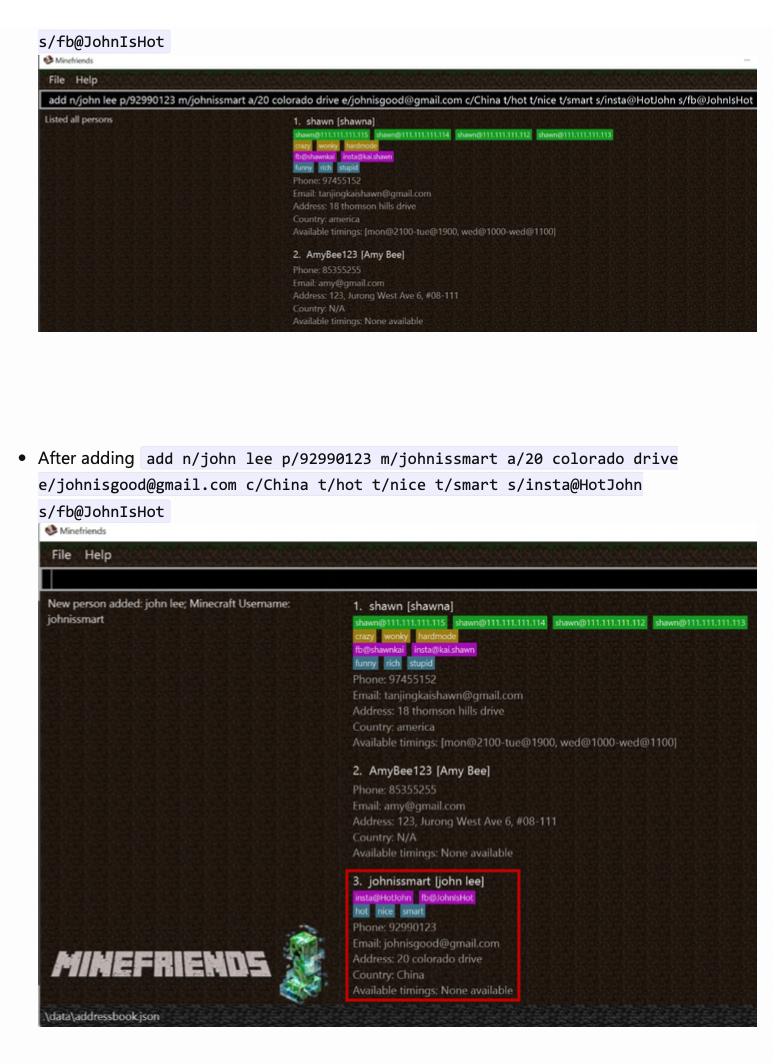 s/fb@JohnIsHot
Minefriends
File Help
add n/john lee p/92990123 m/johnissmart a/20 colorado drive e/johnisgood@gmail.com c/China t/hot t/nice t/smart s/insta@HotJohn s/fb@JohnIsHot
Listed all persons
1. shawn [shawna]
shawn@111.111.111.115 shawn@111.111.111.114 shawn@111.111.111.112 shawn@111.111.111.113
crazy wonky hardmode
fb@shawnkai insta@kai.shawn
funny rich stupid
Phone: 97455152
Email: tanjingkaishawn@gmail.com
Address: 18 thomson hills drive
Country: america
Available timings: [mon@2100-tue@1900, wed@1000-wed@1100]
2. AmyBee123 [Amy Bee]
Phone: 85355255
Email: amy@gmail.com
Address: 123, Jurong West Ave 6, #08-111
Country: N/A
Available timings: None available
• After adding add n/john lee p/92990123 m/johnissmart a/20 colorado drive
e/johnisgood@gmail.com c/China t/hot t/nice t/smart s/insta@HotJohn
s/fb@JohnIsHot
Minefriends
File Help
New person added: john lee; Minecraft Username:
johnissmart
1. shawn [shawna]
shawn@111.111.111.115 shawn@111.111.111.114 shawn@111.111.111.112 shawn@111.111.111.113
crazy wonky hardmode
fb@shawnkai insta@kai.shawn
funny rich stupid
Phone: 97455152
Email: tanjingkaishawn@gmail.com
Address: 18 thomson hills drive
Country: america
Available timings: [mon@2100-tue@1900, wed@1000-wed@1100]
2. AmyBee123 [Amy Bee]
Phone: 85355255
Email: amy@gmail.com
Address: 123, Jurong West Ave 6, #08-111
Country: N/A
Available timings: None available
3. johnissmart [john lee]
insta@HotJohn fb@JohnIsHot
hot nice smart
Phone: 92990123
Email: johnisgood@gmail.com
Address: 20 colorado drive
Country: China
Available timings: None available
MINEFRIENDS
.\data\addressbook.json